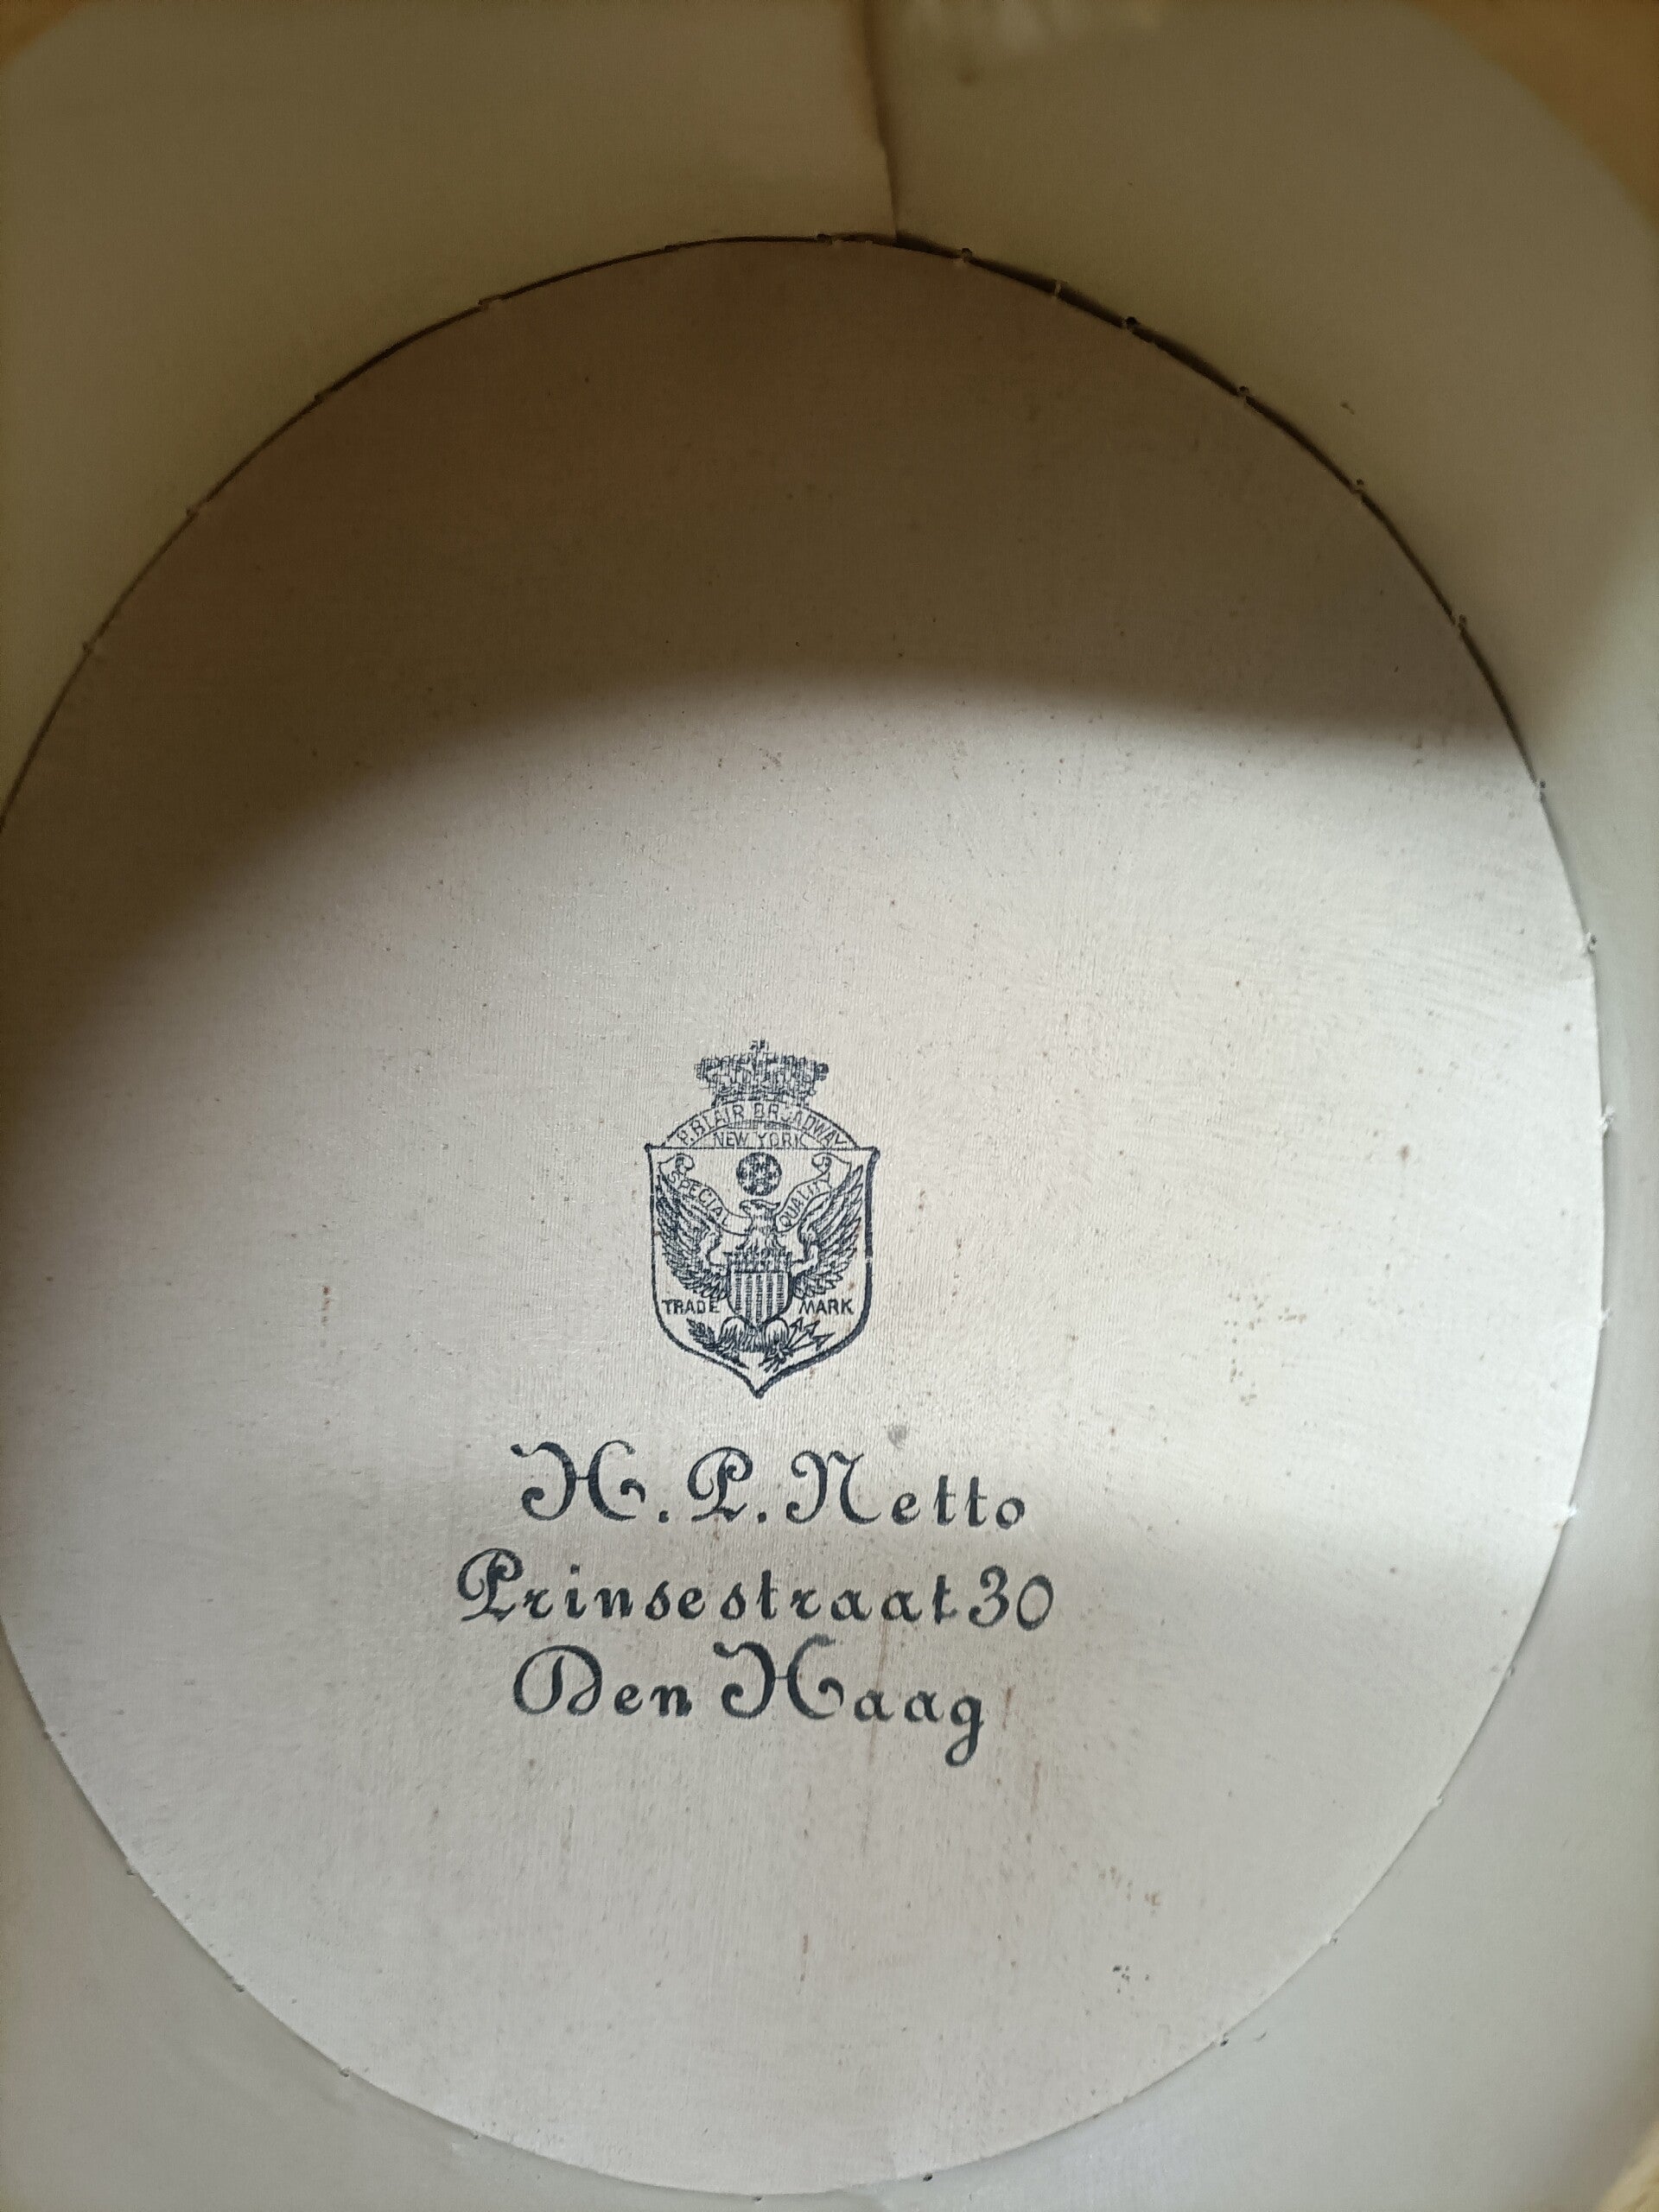 P. BLAIR BROADWAY
NEW YORK
SPECIAL QUALITY
TRADE MARK
H. P. Netto
Prinsestraat 30
Den Haag